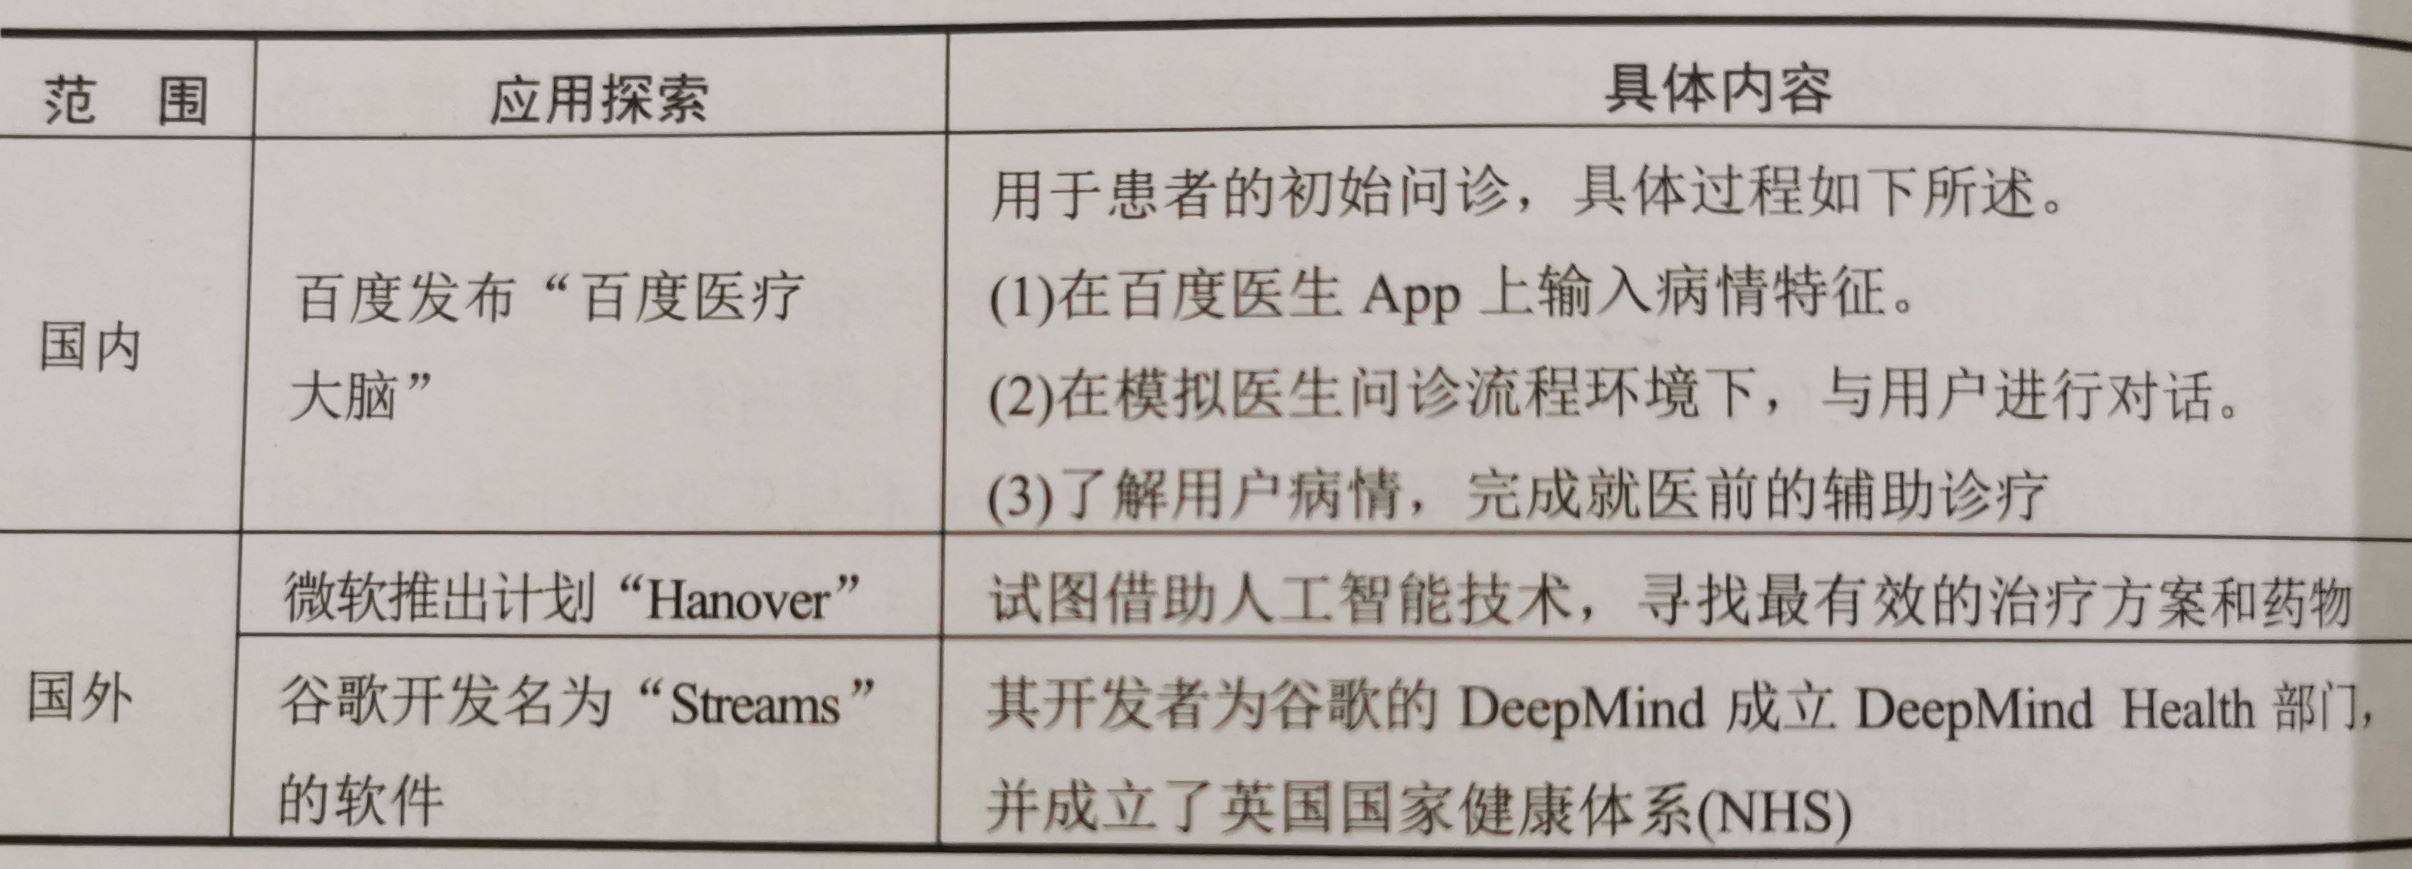 范 围 应用探索 具体内容
国内
百度发布“百度医疗
大脑”
用于患者的初始问诊，具体过程如下所述。
(1)在百度医生 App 上输入病情特征。
(2)在模拟医生问诊流程环境下，与用户进行对话。
(3)了解用户病情，完成就医前的辅助诊疗
国外
微软推出计划“Hanover”
试图借助人工智能技术，寻找最有效的治疗方案和药物
谷歌开发名为“Streams”
的软件
其开发者为谷歌的 DeepMind 成立 DeepMind Health 部门，
并成立了英国国家健康体系(NHS)